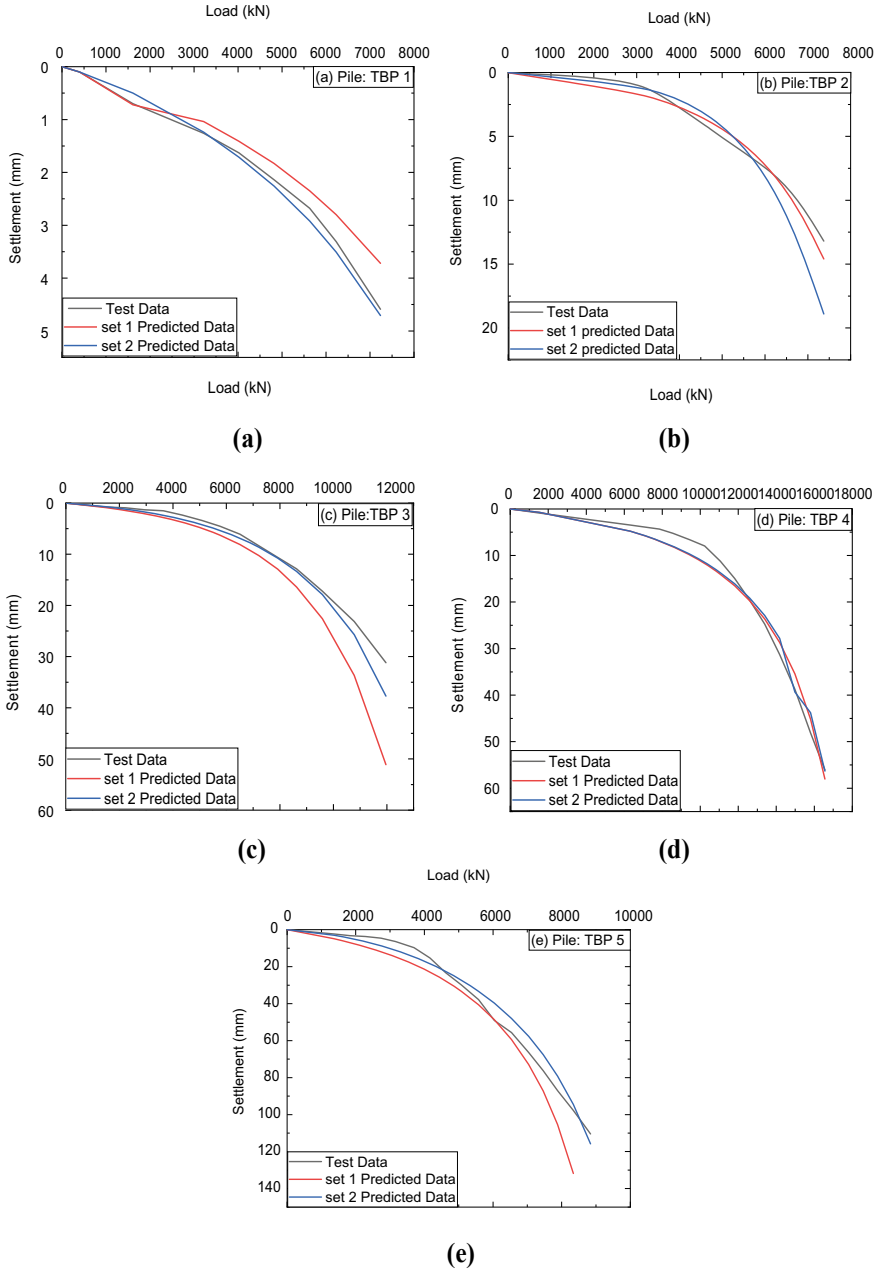 Load (kN)
0 1000 2000 3000 4000 5000 6000 7000 8000
0
1
2
3
4
5
Settlement (mm)
(a) Pile: TBP 1
Test Data
set 1 Predicted Data
set 2 Predicted Data
Load (kN)
(a)
Load (kN)
0 1000 2000 3000 4000 5000 6000 7000 8000
0
5
10
15
20
Settlement (mm)
(b) Pile:TBP 2
Test Data
set 1 predicted Data
set 2 predicted Data
Load (kN)
(b)
0 2000 4000 6000 8000 10000 12000
0
10
20
30
40
50
60
Settlement (mm)
(c) Pile:TBP 3
Test Data
set 1 Predicted Data
set 2 Predicted Data
(c)
0 2000 4000 6000 8000 10000 12000 14000 16000 18000
0
10
20
30
40
50
60
Settlement (mm)
(d) Pile: TBP 4
Test Data
set 1 Predicted Data
set 2 Predicted Data
(d)
Load (kN)
0 2000 4000 6000 8000 10000
0
20
40
60
80
100
120
140
Settlement (mm)
(e) Pile: TBP 5
Test Data
set 1 Predicted Data
set 2 Predicted Data
(e)